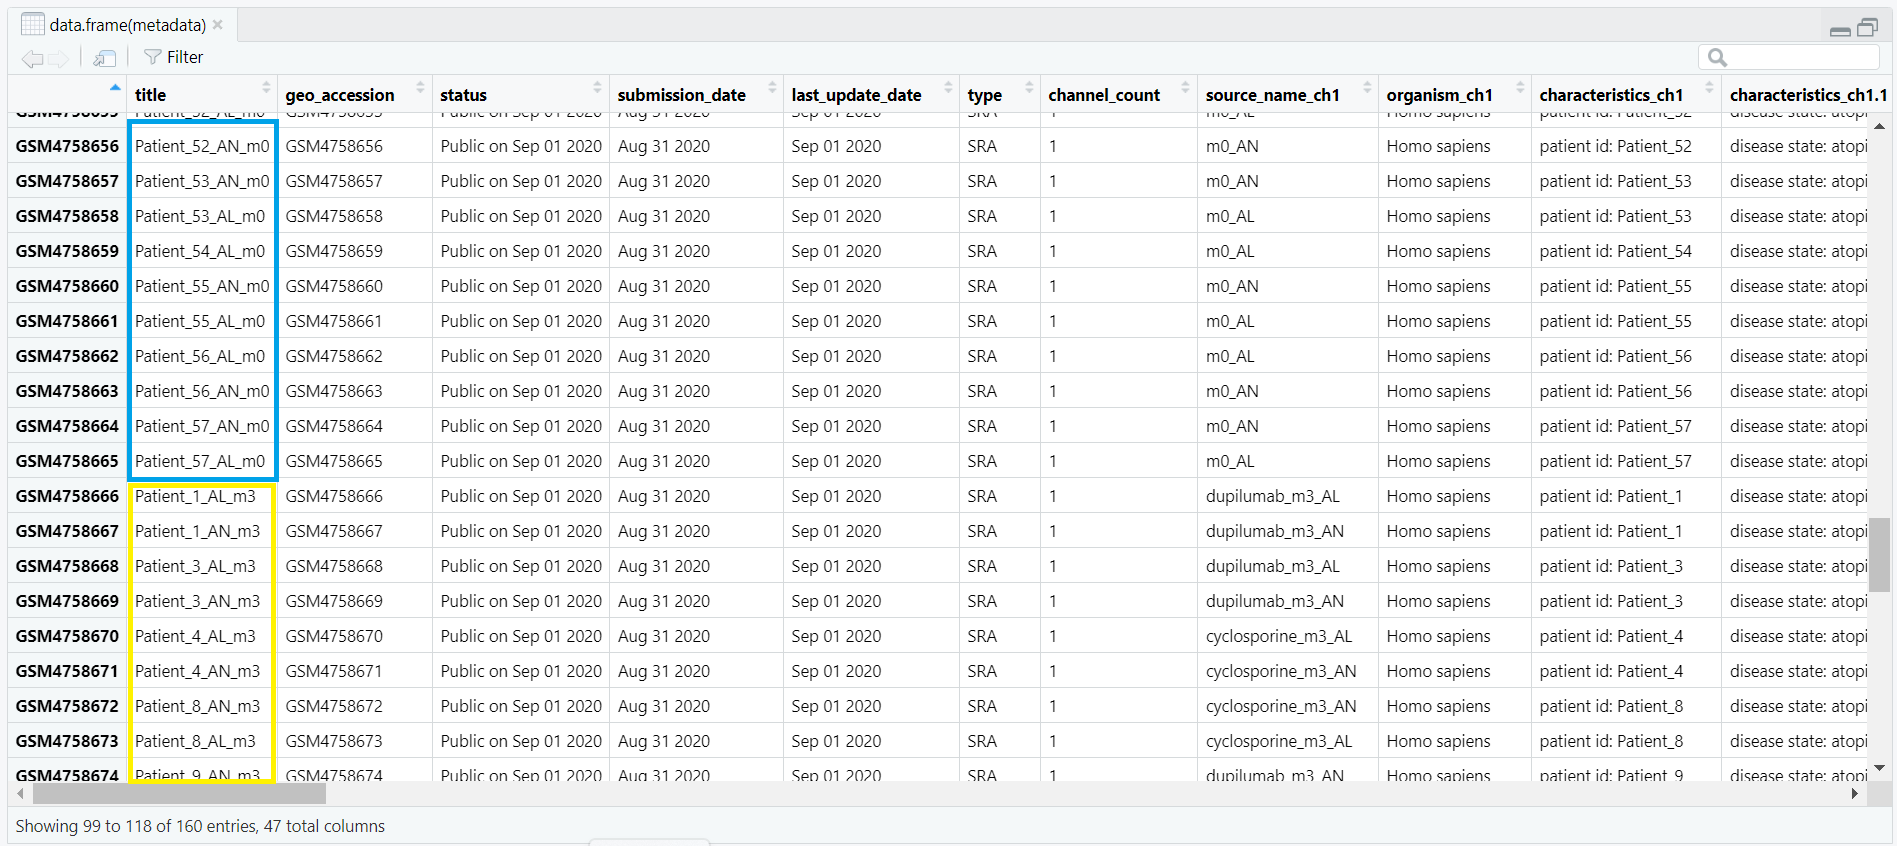 data.frame(metadata)
Filter
title geo_accession status submission_date last_update_date type channel_count source_name_ch1 organism_ch1 characteristics_ch1 characteristics_ch1.1
GSM4758655 Patient_52_AL_m0 GSM4758655 Public on Sep 01 2020 Aug 31 2020 Sep 01 2020 SRA 1 m0_AL Homo sapiens patient id: Patient_52 disease state: atopi
GSM4758656 Patient_52_AN_m0 GSM4758656 Public on Sep 01 2020 Aug 31 2020 Sep 01 2020 SRA 1 m0_AN Homo sapiens patient id: Patient_52 disease state: atopi
GSM4758657 Patient_53_AN_m0 GSM4758657 Public on Sep 01 2020 Aug 31 2020 Sep 01 2020 SRA 1 m0_AN Homo sapiens patient id: Patient_53 disease state: atopi
GSM4758658 Patient_53_AL_m0 GSM4758658 Public on Sep 01 2020 Aug 31 2020 Sep 01 2020 SRA 1 m0_AL Homo sapiens patient id: Patient_53 disease state: atopi
GSM4758659 Patient_54_AL_m0 GSM4758659 Public on Sep 01 2020 Aug 31 2020 Sep 01 2020 SRA 1 m0_AL Homo sapiens patient id: Patient_54 disease state: atopi
GSM4758660 Patient_55_AN_m0 GSM4758660 Public on Sep 01 2020 Aug 31 2020 Sep 01 2020 SRA 1 m0_AN Homo sapiens patient id: Patient_55 disease state: atopi
GSM4758661 Patient_55_AL_m0 GSM4758661 Public on Sep 01 2020 Aug 31 2020 Sep 01 2020 SRA 1 m0_AL Homo sapiens patient id: Patient_55 disease state: atopi
GSM4758662 Patient_56_AL_m0 GSM4758662 Public on Sep 01 2020 Aug 31 2020 Sep 01 2020 SRA 1 m0_AL Homo sapiens patient id: Patient_56 disease state: atopi
GSM4758663 Patient_56_AN_m0 GSM4758663 Public on Sep 01 2020 Aug 31 2020 Sep 01 2020 SRA 1 m0_AN Homo sapiens patient id: Patient_56 disease state: atopi
GSM4758664 Patient_57_AN_m0 GSM4758664 Public on Sep 01 2020 Aug 31 2020 Sep 01 2020 SRA 1 m0_AN Homo sapiens patient id: Patient_57 disease state: atopi
GSM4758665 Patient_57_AL_m0 GSM4758665 Public on Sep 01 2020 Aug 31 2020 Sep 01 2020 SRA 1 m0_AL Homo sapiens patient id: Patient_57 disease state: atopi
GSM4758666 Patient_1_AL_m3 GSM4758666 Public on Sep 01 2020 Aug 31 2020 Sep 01 2020 SRA 1 dupilumab_m3_AL Homo sapiens patient id: Patient_1 disease state: atopi
GSM4758667 Patient_1_AN_m3 GSM4758667 Public on Sep 01 2020 Aug 31 2020 Sep 01 2020 SRA 1 dupilumab_m3_AN Homo sapiens patient id: Patient_1 disease state: atopi
GSM4758668 Patient_3_AL_m3 GSM4758668 Public on Sep 01 2020 Aug 31 2020 Sep 01 2020 SRA 1 dupilumab_m3_AL Homo sapiens patient id: Patient_3 disease state: atopi
GSM4758669 Patient_3_AN_m3 GSM4758669 Public on Sep 01 2020 Aug 31 2020 Sep 01 2020 SRA 1 dupilumab_m3_AN Homo sapiens patient id: Patient_3 disease state: atopi
GSM4758670 Patient_4_AL_m3 GSM4758670 Public on Sep 01 2020 Aug 31 2020 Sep 01 2020 SRA 1 cyclosporine_m3_AL Homo sapiens patient id: Patient_4 disease state: atopi
GSM4758671 Patient_4_AN_m3 GSM4758671 Public on Sep 01 2020 Aug 31 2020 Sep 01 2020 SRA 1 cyclosporine_m3_AN Homo sapiens patient id: Patient_4 disease state: atopi
GSM4758672 Patient_8_AN_m3 GSM4758672 Public on Sep 01 2020 Aug 31 2020 Sep 01 2020 SRA 1 cyclosporine_m3_AN Homo sapiens patient id: Patient_8 disease state: atopi
GSM4758673 Patient_8_AL_m3 GSM4758673 Public on Sep 01 2020 Aug 31 2020 Sep 01 2020 SRA 1 cyclosporine_m3_AL Homo sapiens patient id: Patient_8 disease state: atopi
GSM4758674 Patient_9_AN_m3 GSM4758674 Public on Sep 01 2020 Aug 31 2020 Sep 01 2020 SRA 1 dupilumab_m3_AN Homo sapiens patient id: Patient_9 disease state: atopi
Showing 99 to 118 of 160 entries, 47 total columns